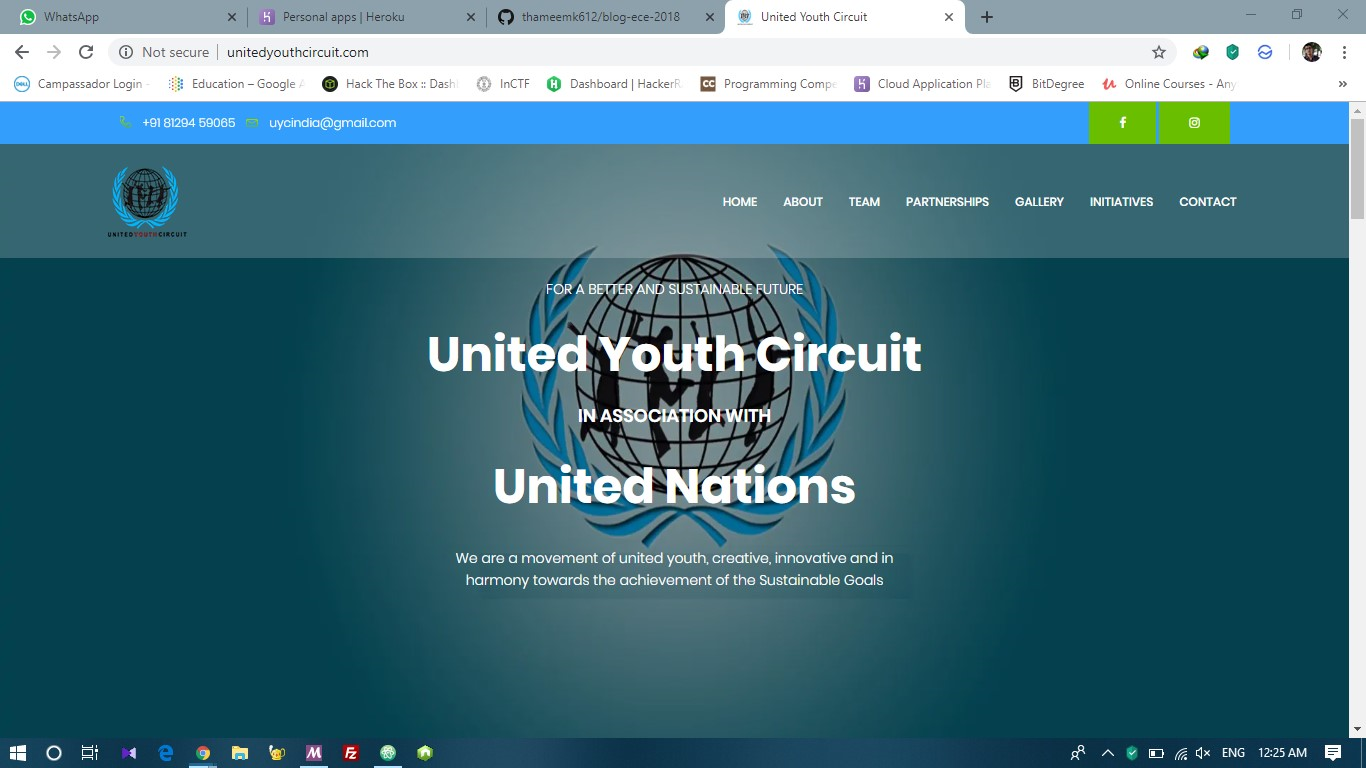 WhatsApp
Personal apps | Heroku
thameemk612/blog-ece-2018
United Youth Circuit
Not secure
unitedyouthcircuit.com
Campassador Login -
Education – Google A
Hack The Box :: Dashl
InCTF
Dashboard | HackerR
Programming Compe
Cloud Application Pla
BitDegree
Online Courses - Any
+91 81294 59065
uycindia@gmail.com
UNITED YOUTH CIRCUIT
HOME
ABOUT
TEAM
PARTNERSHIPS
GALLERY
INITIATIVES
CONTACT
FOR A BETTER AND SUSTAINABLE FUTURE
United Youth Circuit
IN ASSOCIATION WITH
United Nations
We are a movement of united youth, creative, innovative and in
harmony towards the achievement of the Sustainable Goals
ENG
12:25 AM